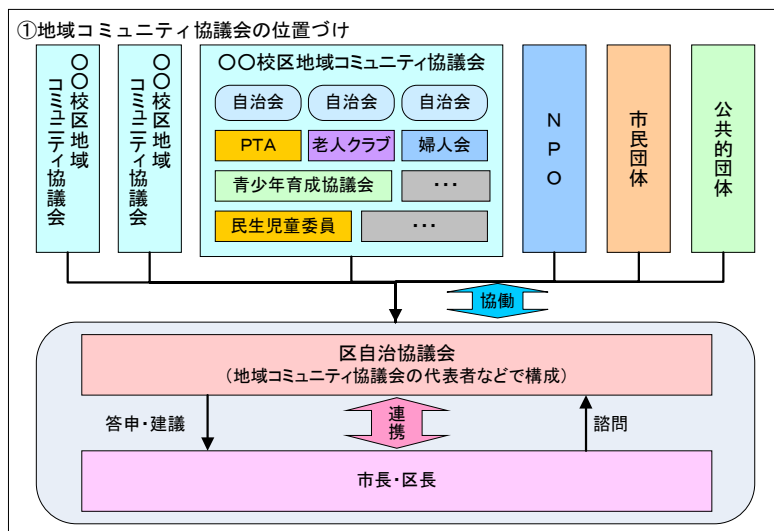 ①地域コミュニティ協議会の位置づけ
〇〇校区地域
コミュニティ協議会
〇〇校区地域
コミュニティ協議会
〇〇校区地域コミュニティ協議会
自治会
自治会
自治会
PTA
老人クラブ
婦人会
青少年育成協議会
･･･
民生児童委員
･･･
NPO
市民団体
公共的団体
協働
区自治協議会
（地域コミュニティ協議会の代表者などで構成）
答申・建議
連携
諮問
市長・区長